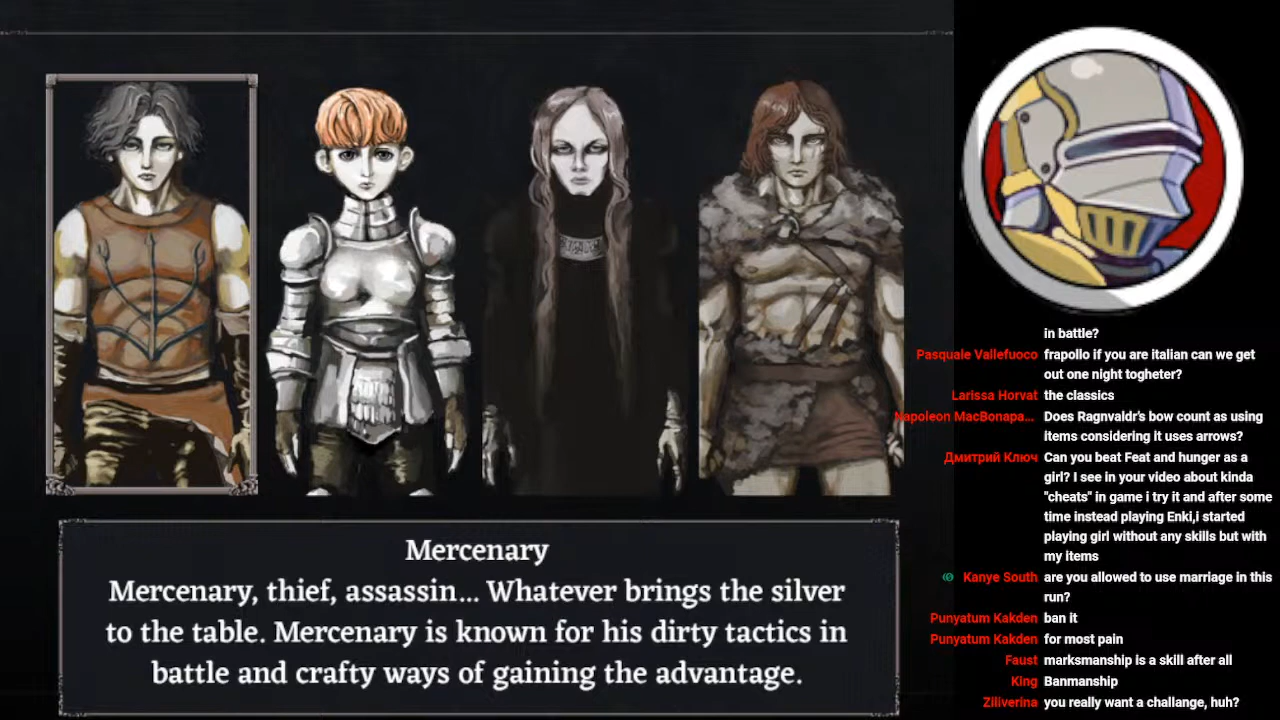 Mercenary
Mercenary, thief, assassin... Whatever brings the silver
to the table. Mercenary is known for his dirty tactics in
battle and crafty ways of gaining the advantage.
in battle?
Pasquale Vallefuoco frapollo if you are italian can we get
out one night togheter?
Larissa Horvat the classics
Napoleon MacBonapa... Does Ragnvaldr's bow count as using
items considering it uses arrows?
Дмитрий Ключ Can you beat Feat and hunger as a
girl? I see in your video about kinda
"cheats" in game i try it and after some
time instead playing Enki,i started
playing girl without any skills but with
my items
Kanye South are you allowed to use marriage in this
run?
Punyatum Kakden ban it
Punyatum Kakden for most pain
Faust marksmanship is a skill after all
King Banmanship
Ziliverina you really want a challange, huh?